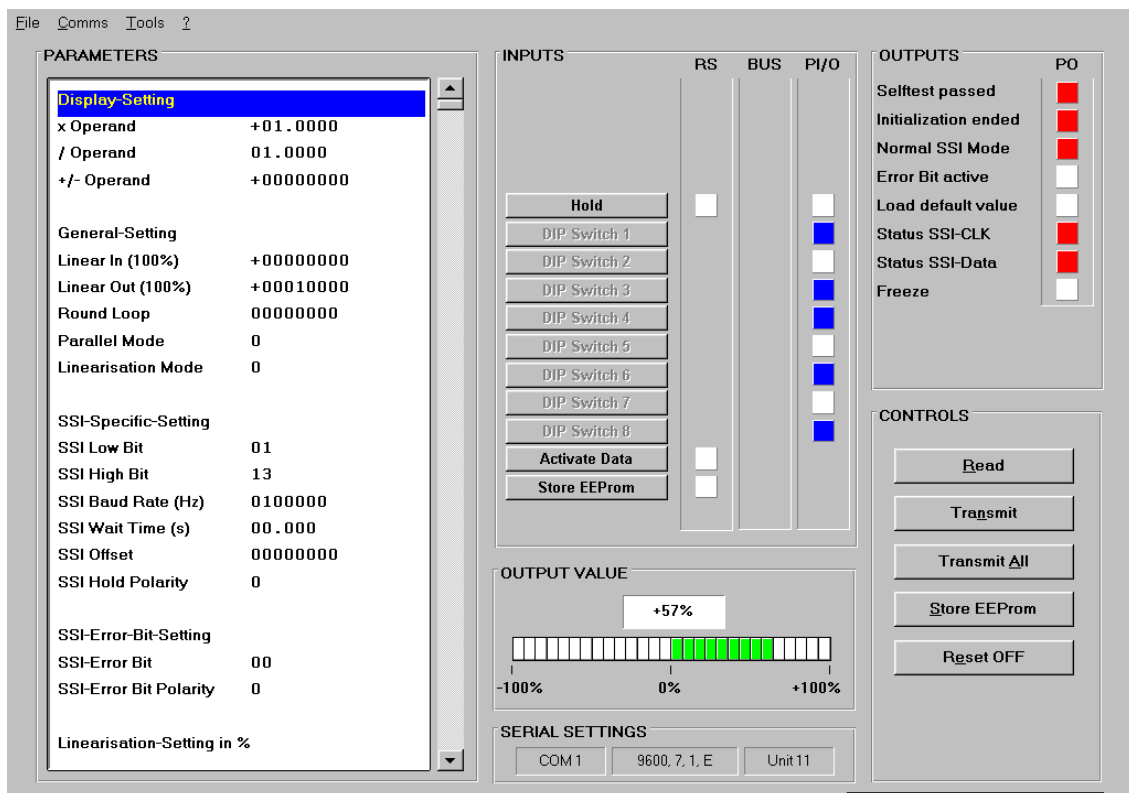 File Comms Tools ?
PARAMETERS
Display-Setting
x Operand +01.0000
/ Operand 01.0000
+/- Operand +00000000
General-Setting
Linear In (100%) +00000000
Linear Out (100%) +00010000
Round Loop 00000000
Parallel Mode 0
Linearisation Mode 0
SSI-Specific-Setting
SSI Low Bit 01
SSI High Bit 13
SSI Baud Rate (Hz) 0100000
SSI Wait Time (s) 00.000
SSI Offset 00000000
SSI Hold Polarity 0
SSI-Error-Bit-Setting
SSI-Error Bit 00
SSI-Error Bit Polarity 0
Linearisation-Setting in %
INPUTS
RS BUS PI/O
Hold
DIP Switch 1
DIP Switch 2
DIP Switch 3
DIP Switch 4
DIP Switch 5
DIP Switch 6
DIP Switch 7
DIP Switch 8
Activate Data
Store EEProm
OUTPUT VALUE
+57%
-100% 0% +100%
SERIAL SETTINGS
COM 1 9600, 7, 1, E Unit 11
OUTPUTS
PO
Selftest passed
Initialization ended
Normal SSI Mode
Error Bit active
Load default value
Status SSI-CLK
Status SSI-Data
Freeze
CONTROLS
Read
Transmit
Transmit All
Store EEProm
Reset OFF